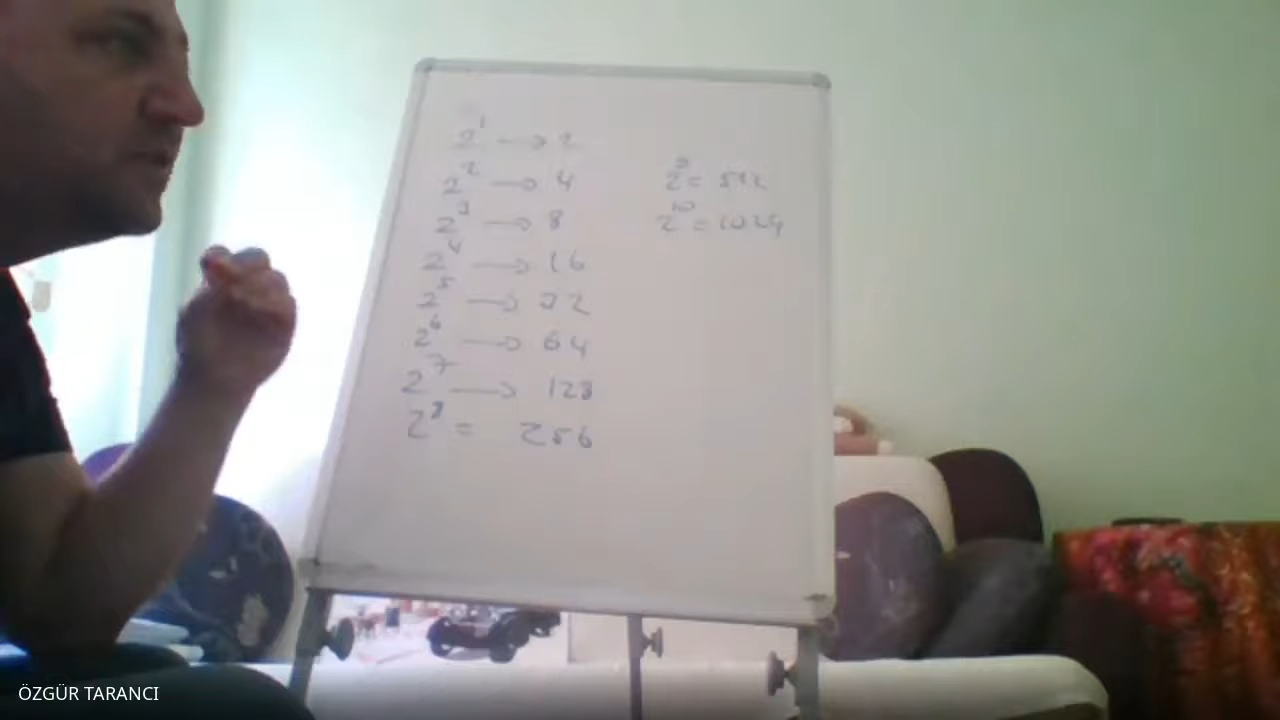 2¹ → 2
2² → 4
2³ → 8
2⁴ → 16
2⁵ → 32
2⁶ → 64
2⁷ → 128
2⁸ = 256
2⁹ = 512
2¹⁰ = 1024
ÖZGÜR TARANCI